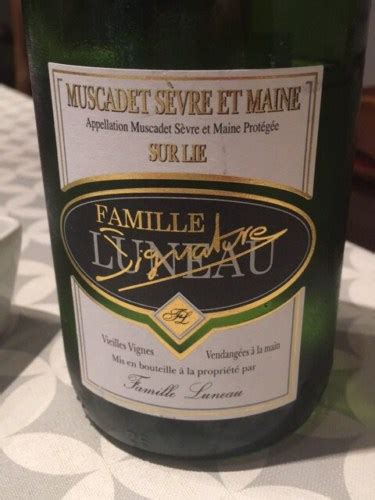 MUSCADET SÈVRE ET MAINE
Appellation Muscadet Sèvre et Maine Protégée
SUR LIE
FAMILLE
LUNEAU
Signature
FL
Vieilles Vignes
Vendangées à la main
Mis en bouteille à la propriété par
Famille Luneau